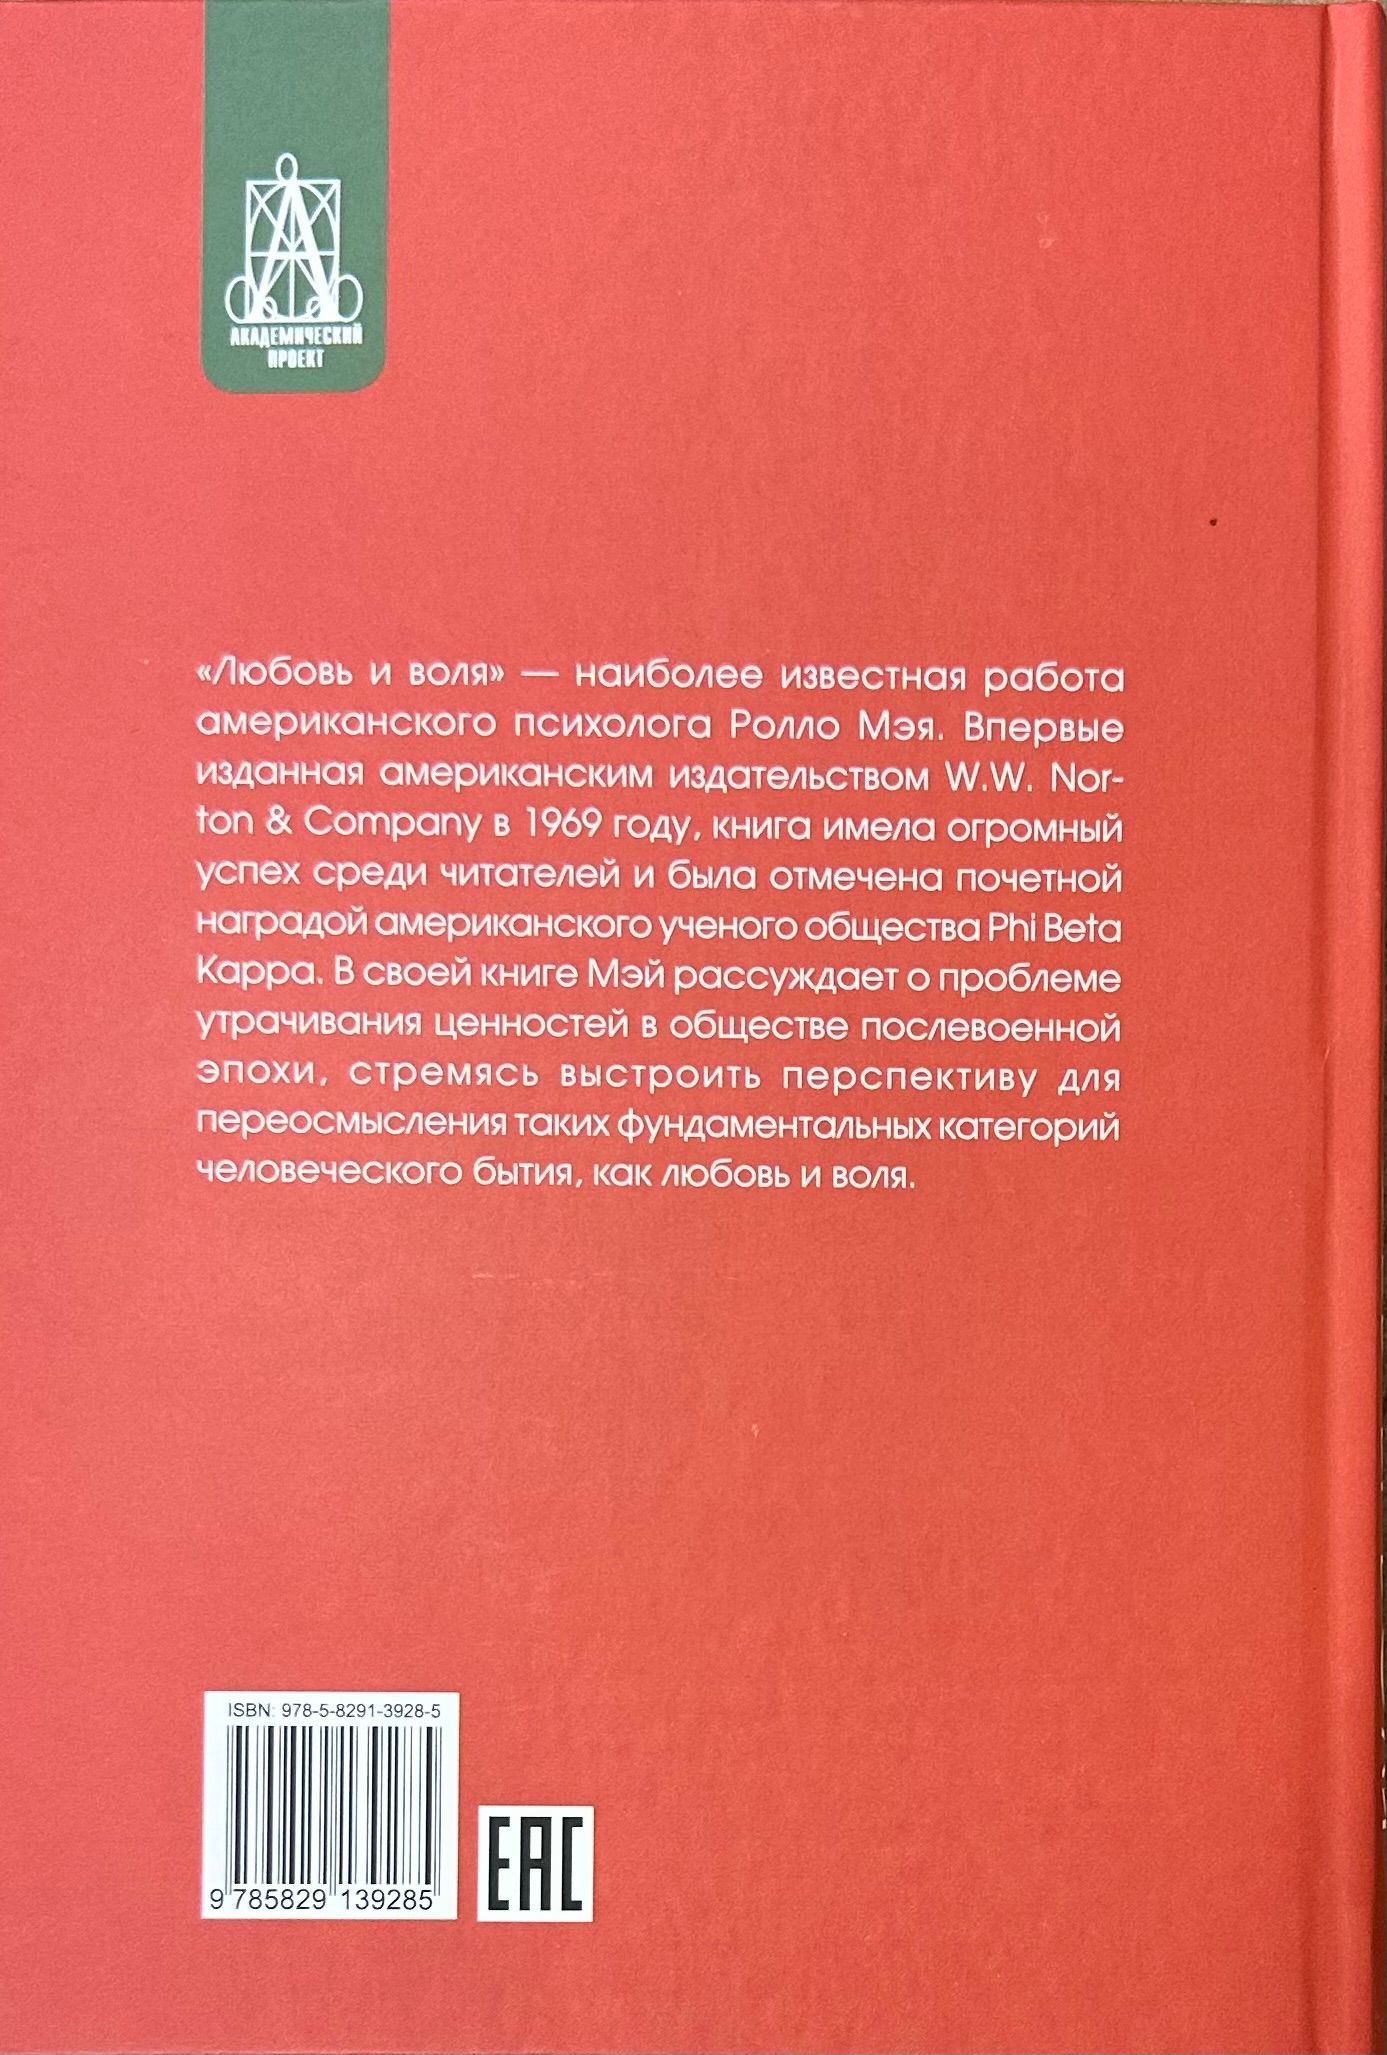 АКАДЕМИЧЕСКИЙ
ПРОЕКТ
«Любовь и воля» — наиболее известная работа
американского психолога Ролло Мэя. Впервые
изданная американским издательством W.W. Nor-
ton & Company в 1969 году, книга имела огромный
успех среди читателей и была отмечена почетной
наградой американского ученого общества Phi Beta
Kappa. В своей книге Мэй рассуждает о проблеме
утрачивания ценностей в обществе послевоенной
эпохи, стремясь выстроить перспективу для
переосмысления таких фундаментальных категорий
человеческого бытия, как любовь и воля.
ISBN: 978-5-8291-3928-5
9 785829 139285
EAC